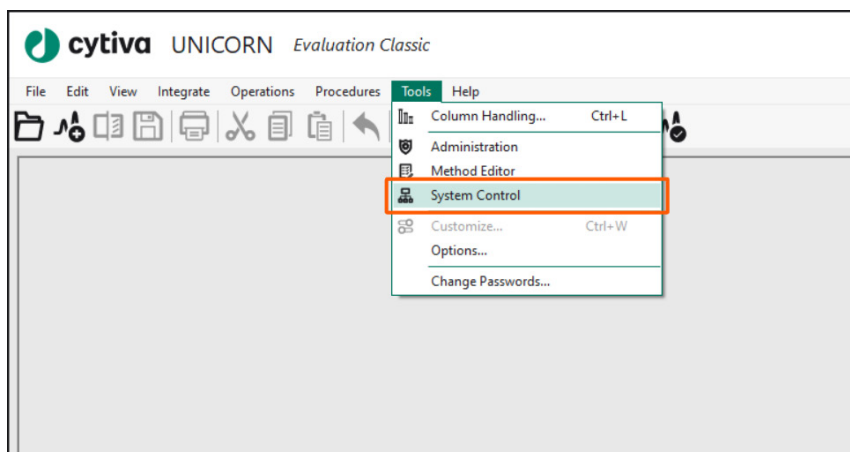 cytiva UNICORN Evaluation Classic
File Edit View Integrate Operations Procedures Tools Help
Column Handling... Ctrl+L
Administration
Method Editor
System Control
Customize... Ctrl+W
Options...
Change Passwords...